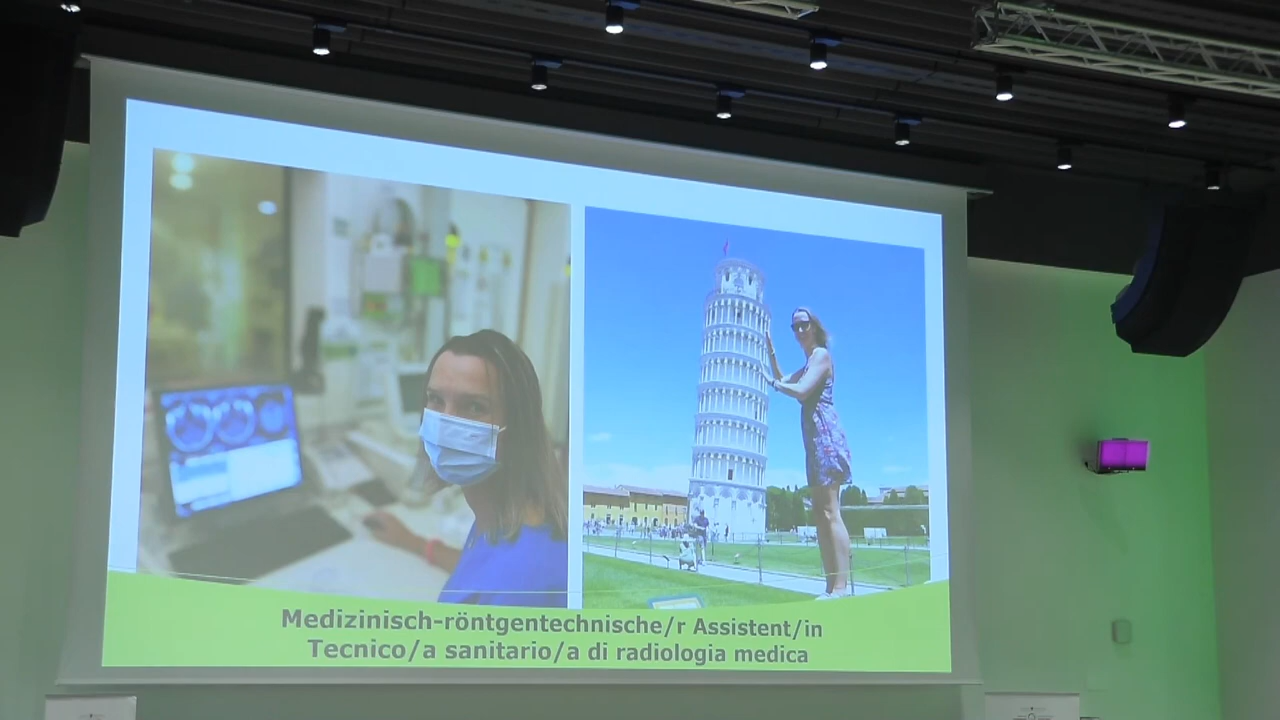 Medizinisch-röntgentechnische/r Assistent/in
Tecnico/a sanitario/a di radiologia medica